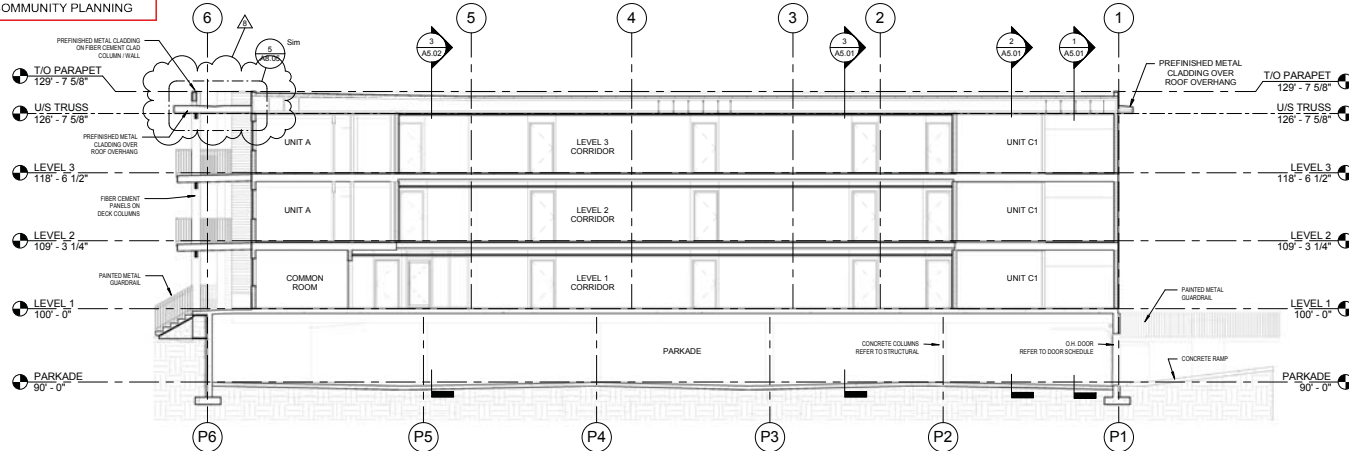 COMMUNITY PLANNING
6
5
4
3
2
1
8
5
A8.05
Sim
3
A5.02
3
A5.01
2
A5.01
1
A5.01
PREFINISHED METAL CLADDING
ON FIBER CEMENT CLAD
COLUMN / WALL
T/O PARAPET
129' - 7 5/8"
U/S TRUSS
126' - 7 5/8"
PREFINISHED METAL
CLADDING OVER
ROOF OVERHANG
LEVEL 3
118' - 6 1/2"
FIBER CEMENT
PANELS ON
DECK COLUMNS
LEVEL 2
109' - 3 1/4"
PAINTED METAL
GUARDRAIL
LEVEL 1
100' - 0"
PARKADE
90' - 0"
UNIT A
LEVEL 3
CORRIDOR
UNIT C1
UNIT A
LEVEL 2
CORRIDOR
UNIT C1
COMMON
ROOM
LEVEL 1
CORRIDOR
UNIT C1
PARKADE
CONCRETE COLUMNS
REFER TO STRUCTURAL
O.H. DOOR
REFER TO DOOR SCHEDULE
PREFINISHED METAL
CLADDING OVER
ROOF OVERHANG
T/O PARAPET
129' - 7 5/8"
U/S TRUSS
126' - 7 5/8"
LEVEL 3
118' - 6 1/2"
LEVEL 2
109' - 3 1/4"
PAINTED METAL
GUARDRAIL
LEVEL 1
100' - 0"
CONCRETE RAMP
PARKADE
90' - 0"
P6
P5
P4
P3
P2
P1